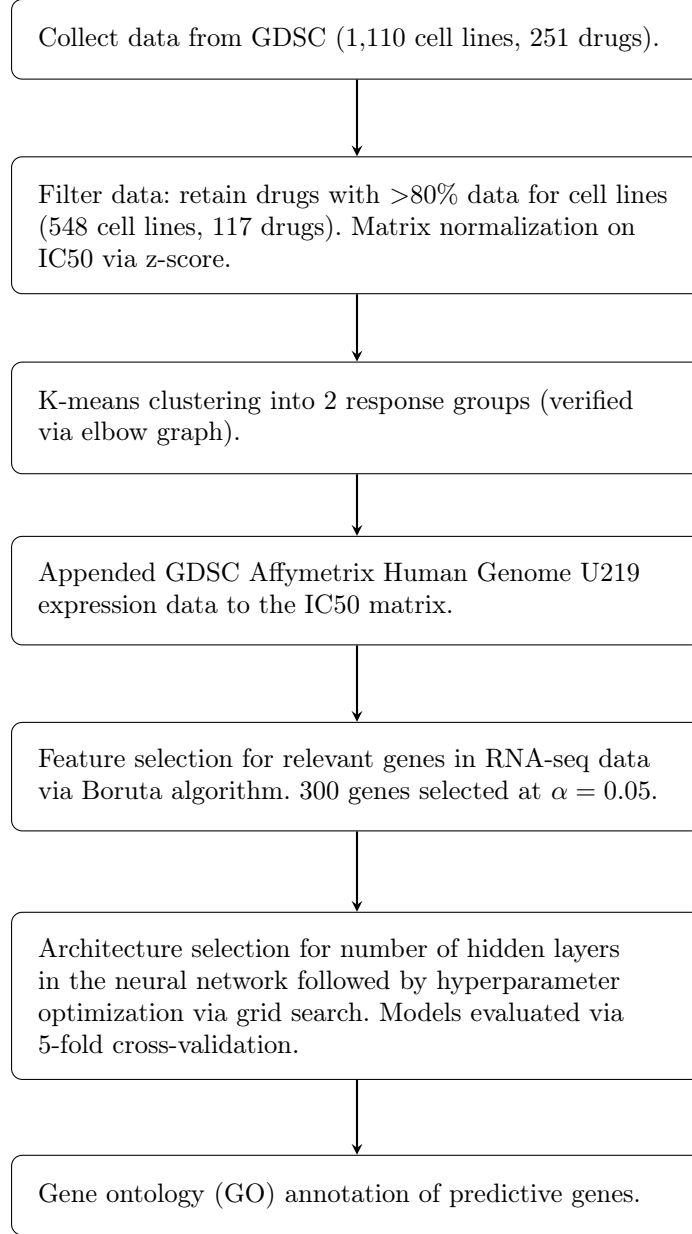 Collect data from GDSC (1,110 cell lines, 251 drugs).
Filter data: retain drugs with >80% data for cell lines
(548 cell lines, 117 drugs). Matrix normalization on
IC50 via z-score.
K-means clustering into 2 response groups (verified
via elbow graph).
Appended GDSC Affymetrix Human Genome U219
expression data to the IC50 matrix.
Feature selection for relevant genes in RNA-seq data
via Boruta algorithm. 300 genes selected at α = 0.05.
Architecture selection for number of hidden layers
in the neural network followed by hyperparameter
optimization via grid search. Models evaluated via
5-fold cross-validation.
Gene ontology (GO) annotation of predictive genes.